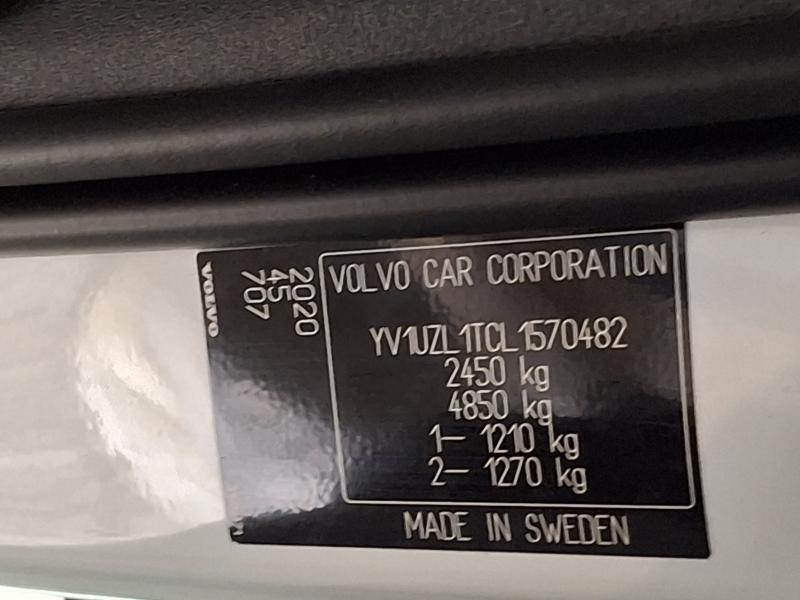 VOLVO
2020
45
707
VOLVO CAR CORPORATION
YV1UZL1TCL1570482
2450 kg
4850 kg
1– 1210 kg
2– 1270 kg
MADE IN SWEDEN